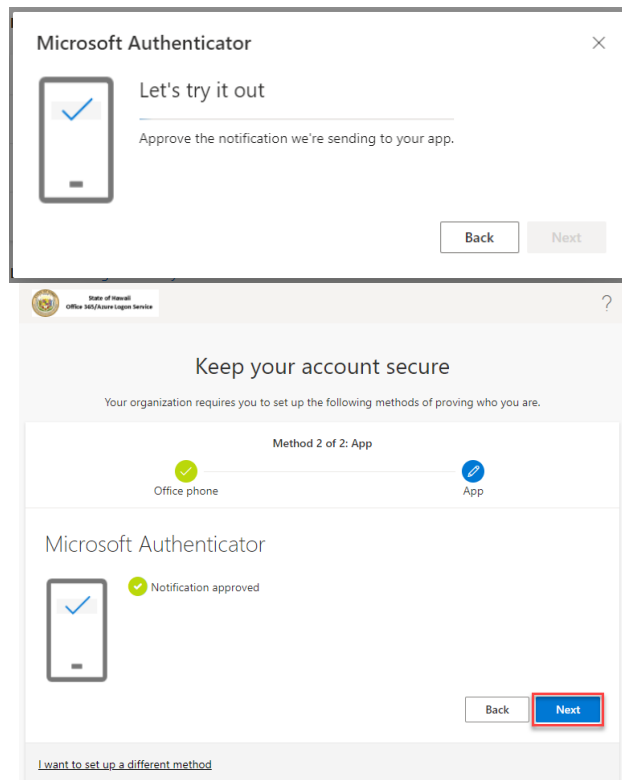 Microsoft Authenticator
Let's try it out
Approve the notification we're sending to your app.
Back
Next
State of Hawaii
Office 365/Azure Logon Service
?
Keep your account secure
Your organization requires you to set up the following methods of proving who you are.
Method 2 of 2: App
Office phone
App
Microsoft Authenticator
Notification approved
Back
Next
I want to set up a different method